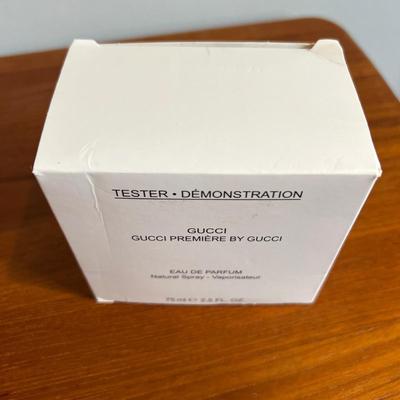 TESTER • DÉMONSTRATION
GUCCI
GUCCI PREMIÈRE BY GUCCI
EAU DE PARFUM
Natural Spray - Vaporisateur
75 ml ℮ 2.5 FL. OZ.